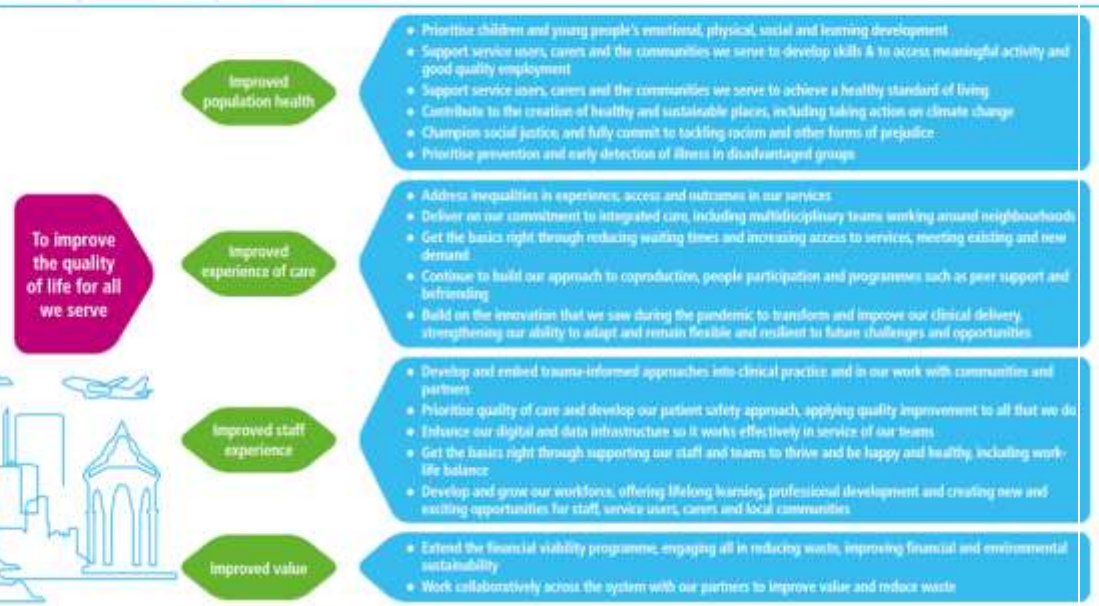 To improve
the quality
of life for all
we serve
Improved
population health
• Prioritise children and young people's emotional, physical, social and learning development
• Support service users, carers and the communities we serve to develop skills & to access meaningful activity and
good quality employment
• Support service users, carers and the communities we serve to achieve a healthy standard of living
• Contribute to the creation of healthy and sustainable places, including taking action on climate change
• Champion social justice, and fully commit to tackling racism and other forms of prejudice
• Prioritise prevention and early detection of illness in disadvantaged groups
Improved
experience of care
• Address inequalities in experience, access and outcomes in our services
• Deliver on our commitment to integrated care, including multidisciplinary teams working around neighbourhoods
• Get the basics right through reducing waiting times and increasing access to services, meeting existing and new
demand
• Continue to build our approach to coproduction, people participation and programmes such as peer support and
befriending
• Build on the innovation that we saw during the pandemic to transform and improve our clinical delivery,
strengthening our ability to adapt and remain flexible and resilient to future challenges and opportunities
Improved staff
experience
• Develop and embed trauma-informed approaches into clinical practice and in our work with communities and
partners
• Prioritise quality of care and develop our patient safety approach, applying quality improvement to all that we do
• Enhance our digital and data infrastructure so it works effectively in service of our teams
• Get the basics right through supporting our staff and teams to thrive and be happy and healthy, including work-
life balance
• Develop and grow our workforce, offering lifelong learning, professional development and creating new and
exciting opportunities for staff, service users, carers and local communities
Improved value
• Extend the financial viability programme, engaging all in reducing waste, improving financial and environmental
sustainability
• Work collaboratively across the system with our partners to improve value and reduce waste